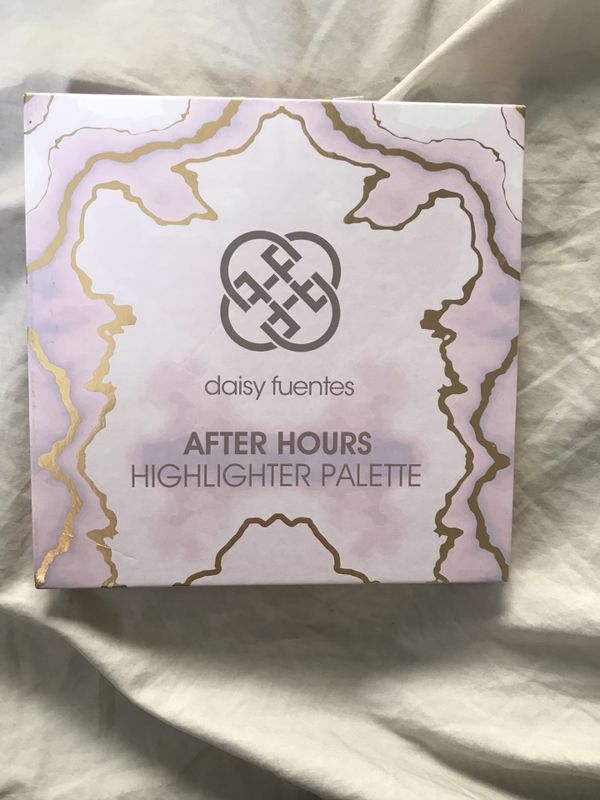 daisy fuentes
AFTER HOURS
HIGHLIGHTER PALETTE